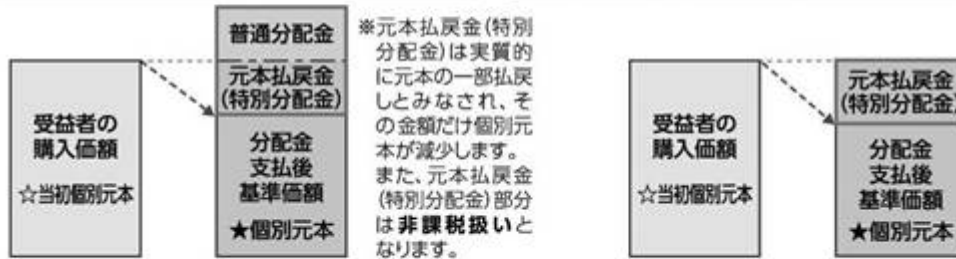 受益者の
購入価額
☆当初個別元本
普通分配金
元本払戻金
(特別分配金)
分配金
支払後
基準価額
★個別元本
※元本払戻金(特別
分配金)は実質的
に元本の一部払戻
しとみなされ、そ
の金額だけ個別元
本が減少します。
また、元本払戻金
(特別分配金)部分
は非課税扱いと
なります。
受益者の
購入価額
☆当初個別元本
元本払戻金
(特別分配金)
分配金
支払後
基準価額
★個別元本